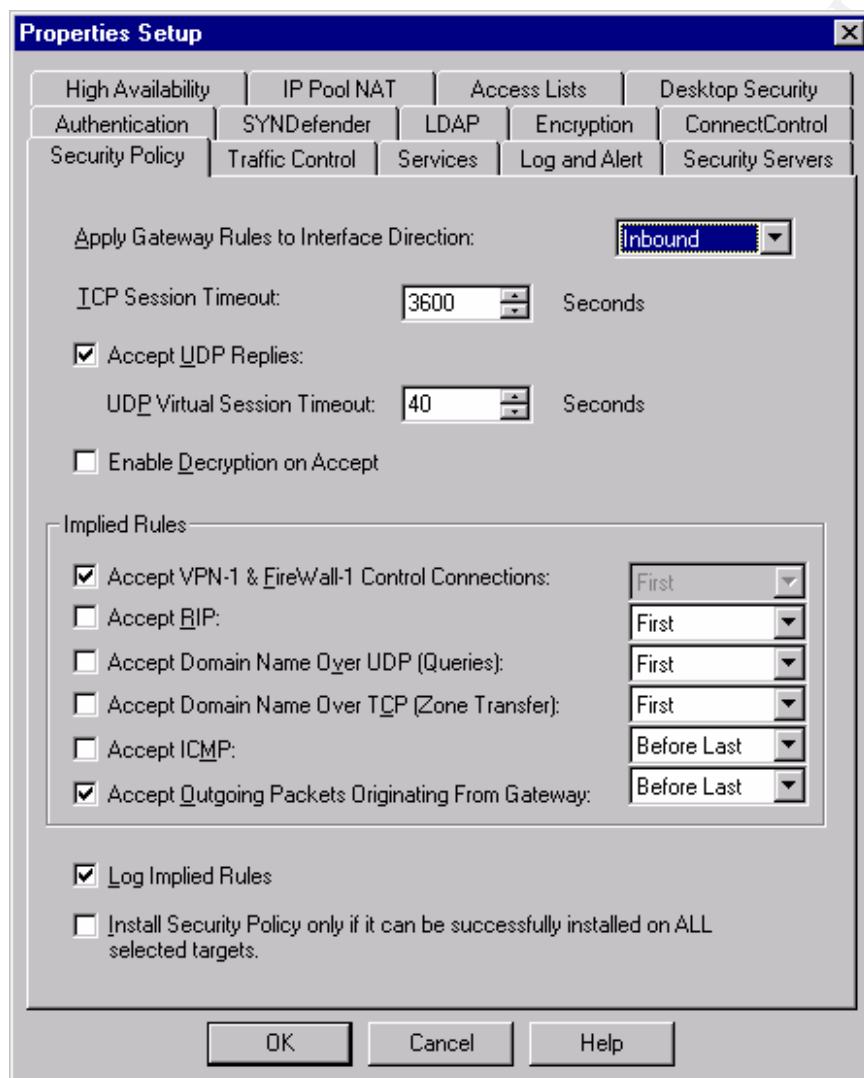 Properties Setup
High Availability IP Pool NAT Access Lists Desktop Security
Authentication SYNDefender LDAP Encryption ConnectControl
Security Policy Traffic Control Services Log and Alert Security Servers
Apply Gateway Rules to Interface Direction: Inbound
TCP Session Timeout: 3600 Seconds
Accept UDP Replies:
UDP Virtual Session Timeout: 40 Seconds
Enable Decryption on Accept
Implied Rules
Accept VPN-1 & FireWall-1 Control Connections: First
Accept RIP: First
Accept Domain Name Over UDP (Queries): First
Accept Domain Name Over TCP (Zone Transfer): First
Accept ICMP: Before Last
Accept Outgoing Packets Originating From Gateway: Before Last
Log Implied Rules
Install Security Policy only if it can be successfully installed on ALL
selected targets.
OK Cancel Help